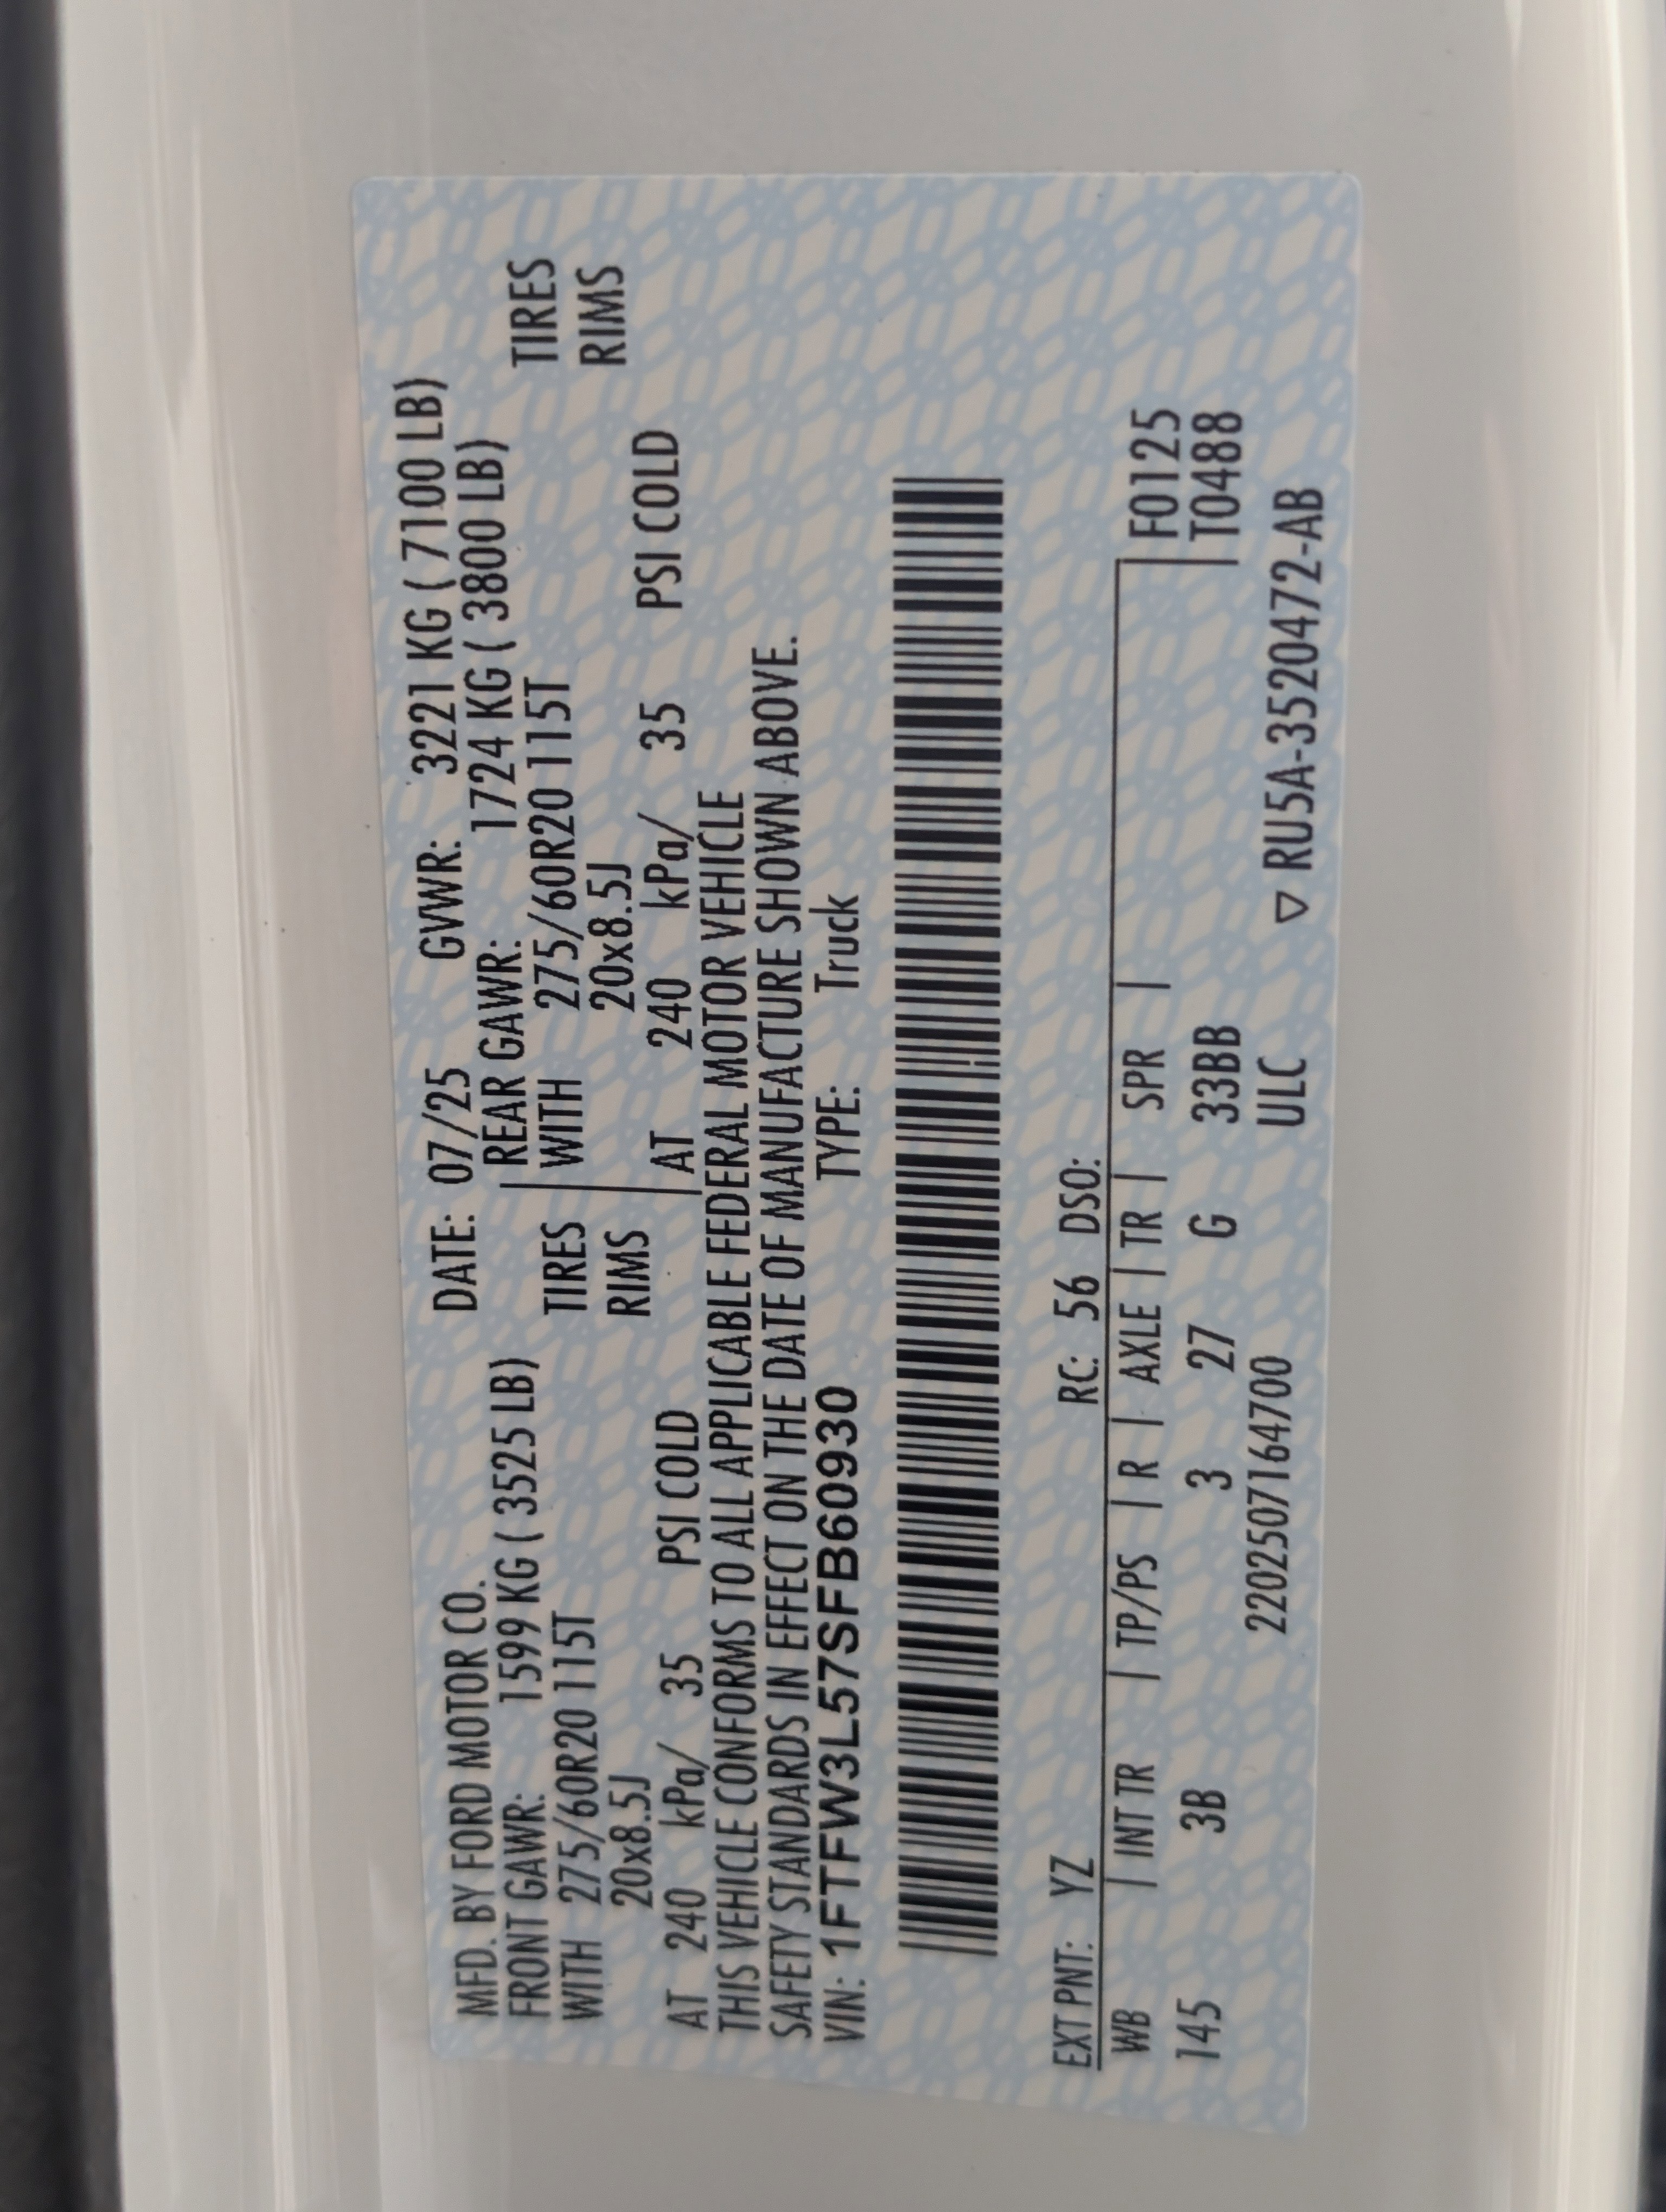 MFD. BY FORD MOTOR CO. DATE: 07/25 GVWR: 3221 KG ( 7100 LB)
FRONT GAWR: 1599 KG ( 3525 LB) REAR GAWR: 1724 KG ( 3800 LB)
WITH 275/60R20 115T TIRES WITH 275/60R20 115T TIRES
20x8.5J RIMS 20x8.5J RIMS
AT 240 kPa/ 35 PSI COLD AT 240 kPa/ 35 PSI COLD
THIS VEHICLE CONFORMS TO ALL APPLICABLE FEDERAL MOTOR VEHICLE
SAFETY STANDARDS IN EFFECT ON THE DATE OF MANUFACTURE SHOWN ABOVE.
VIN: 1FTFW3L57SFB60930 TYPE: Truck
EXT PNT: YZ RC: 56 DSO:
WB | INT TR | TP/PS | R | AXLE | TR | SPR | F0125
145 3B 3 27 G 33BB T0488
2202507164700 ULC ▽ RU5A-3520472-AB